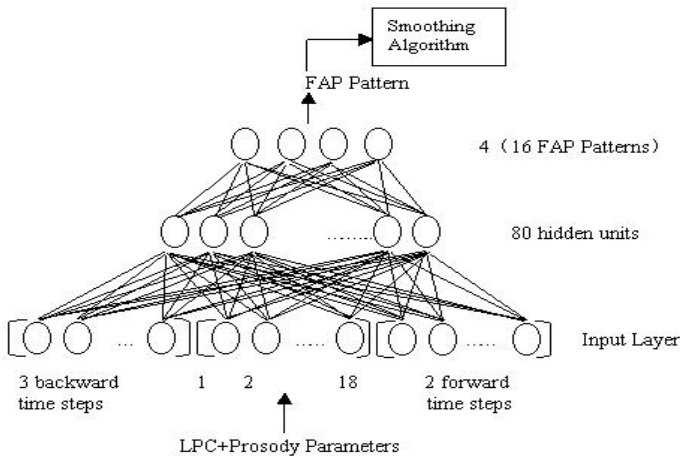 Smoothing
Algorithm
FAP Pattern
4 (16 FAP Patterns)
80 hidden units
.........
... ..... ......
Input Layer
3 backward
time steps
1 2 18
2 forward
time steps
LPC+Prosody Parameters